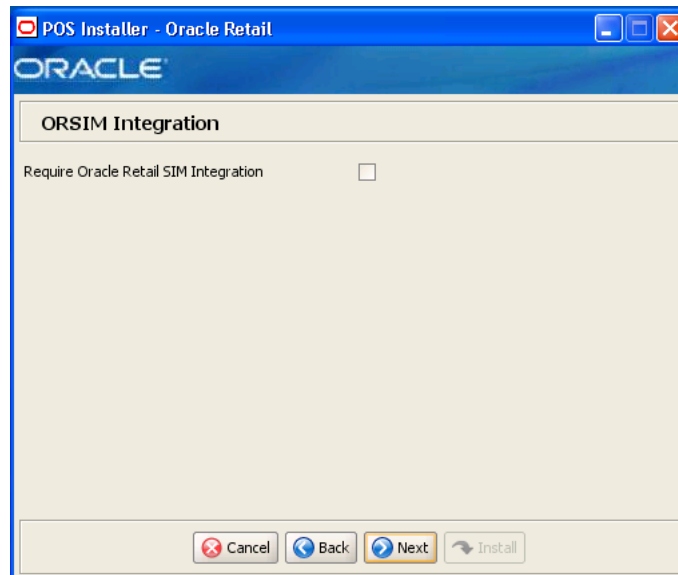 POS Installer - Oracle Retail
ORACLE
ORSIM Integration
Require Oracle Retail SIM Integration
Cancel Back Next Install